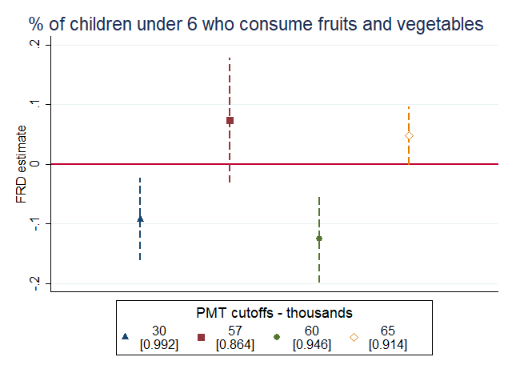 % of children under 6 who consume fruits and vegetables
.2
.1
0
-.1
-.2
FRD estimate
PMT cutoffs - thousands
30 57 60 65
[0.992] [0.864] [0.946] [0.914]